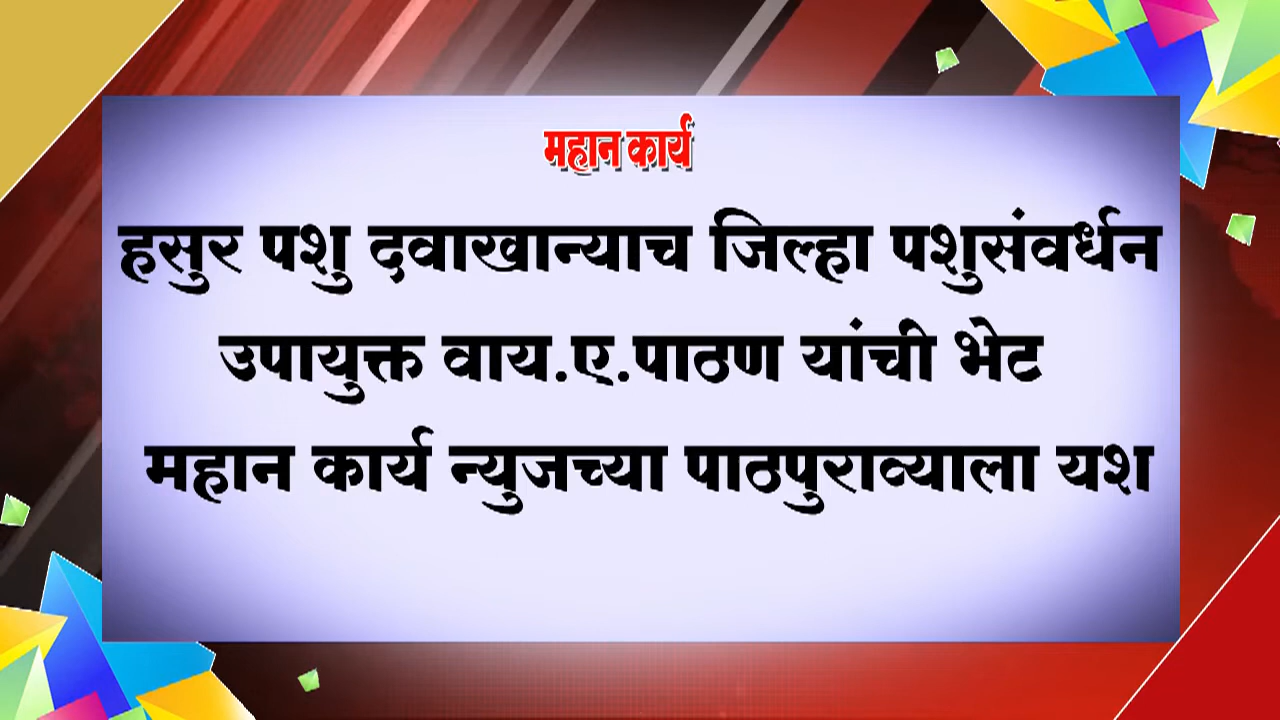 महान कार्य
हसुर पशु दवाखान्याच जिल्हा पशुसंवर्धन
उपायुक्त वाय.ए.पाठण यांची भेट
महान कार्य न्युजच्या पाठपुराव्याला यश